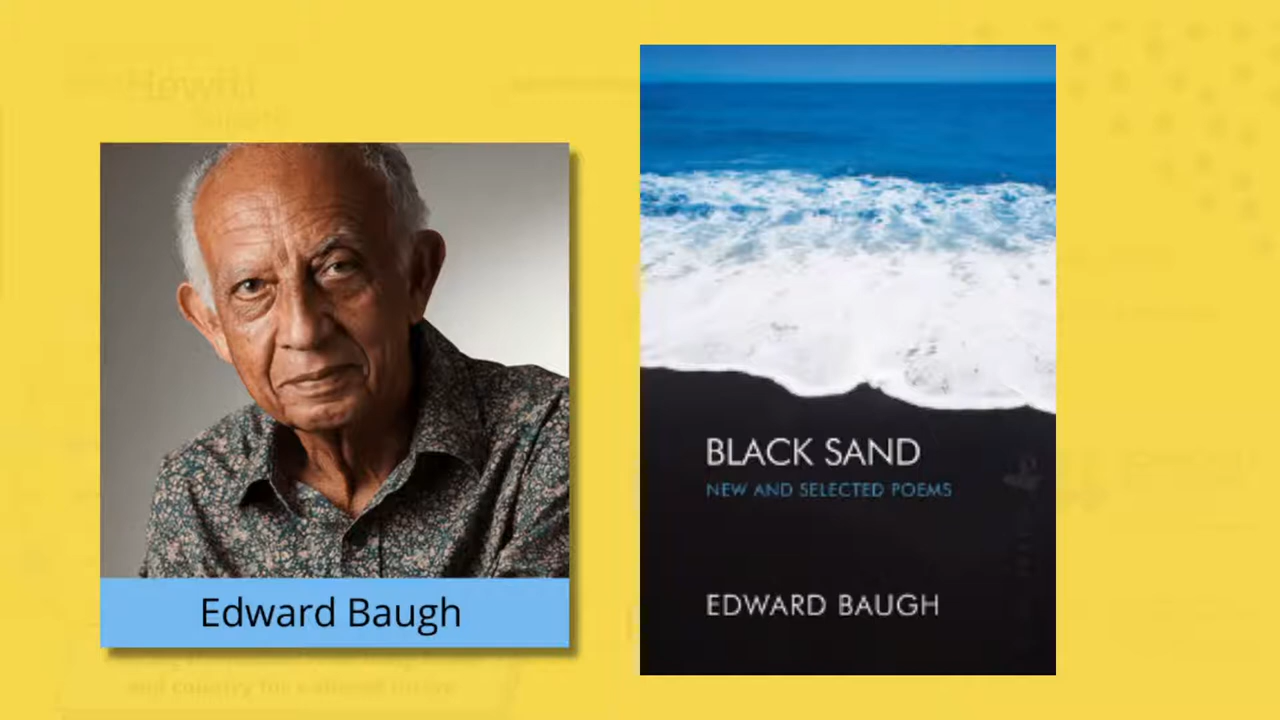 Edward Baugh
BLACK SAND
NEW AND SELECTED POEMS
EDWARD BAUGH